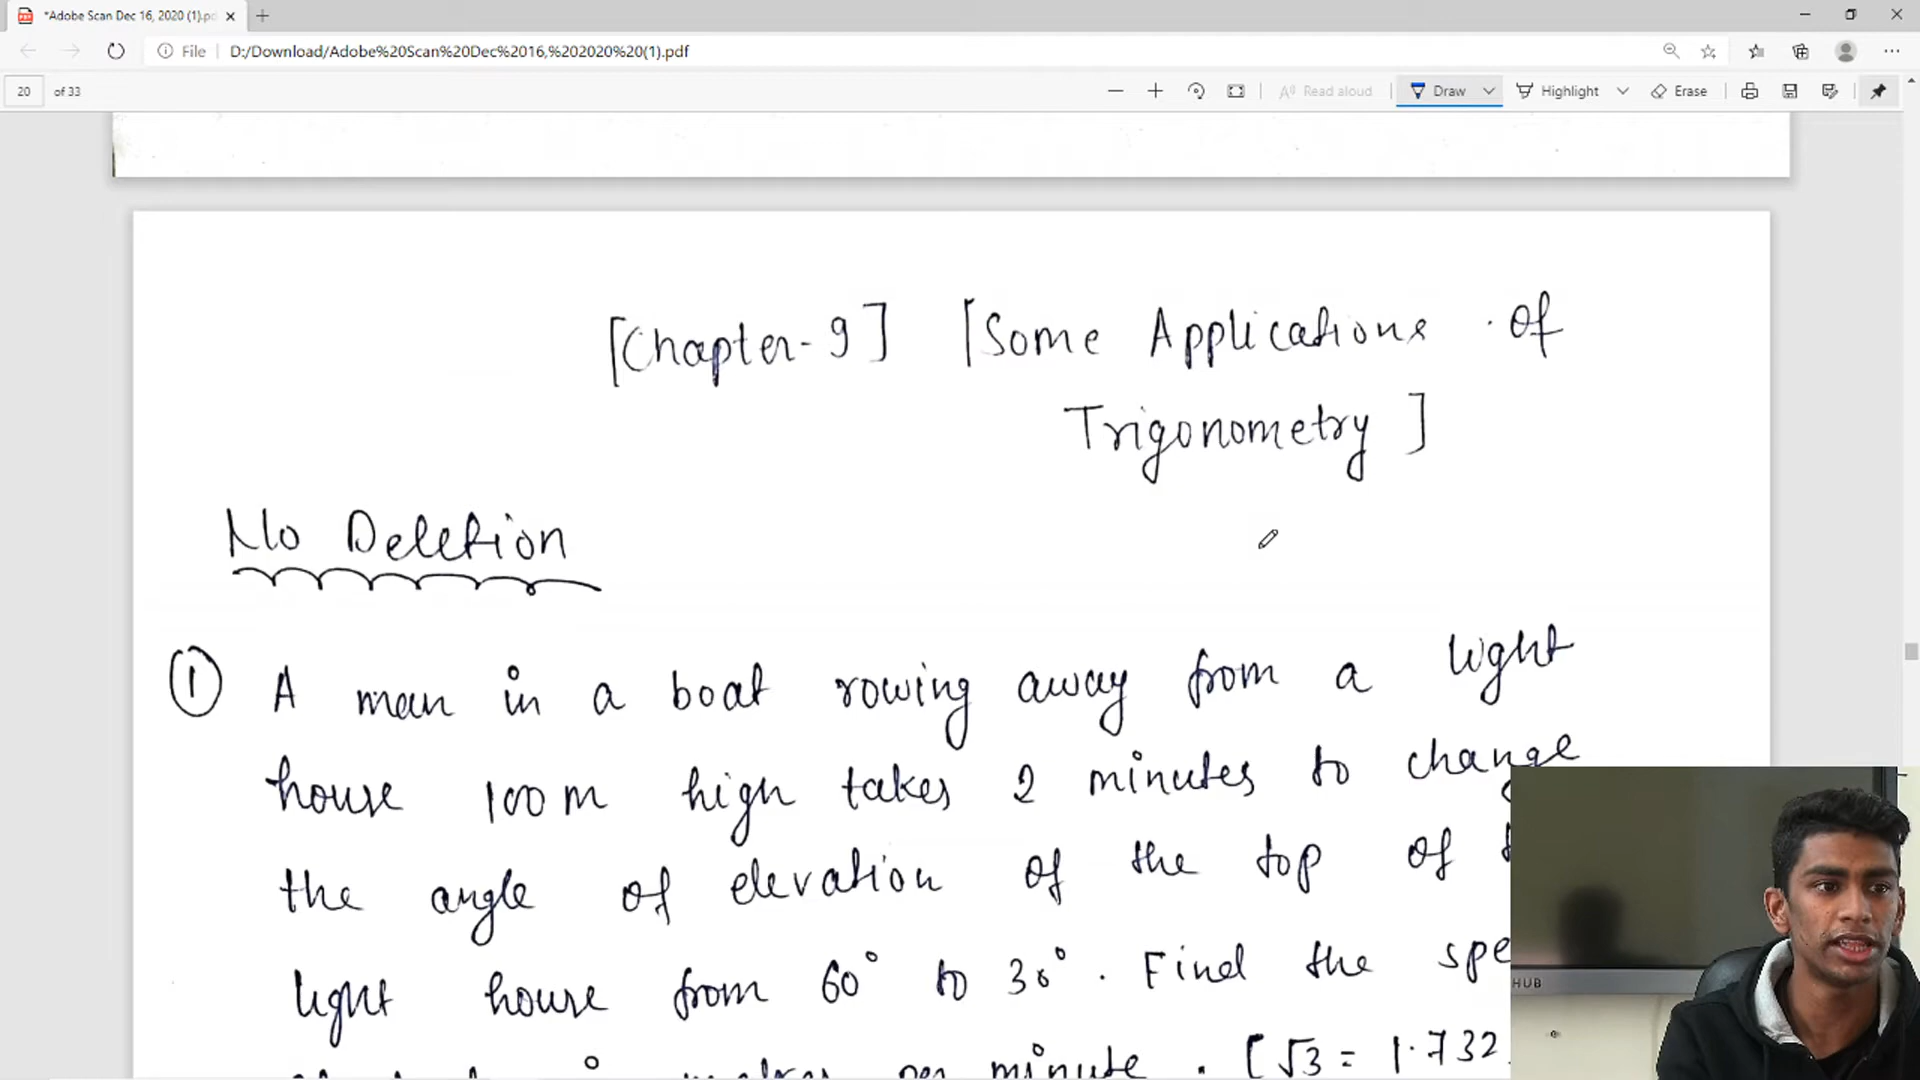 *Adobe Scan Dec 16, 2020 (1).pd
File D:/Download/Adobe%20Scan%20Dec%2016,%202020%20(1).pdf
20 of 33 Read aloud Draw Highlight Erase
[Chapter-9] [Some Applications of
Trigonometry]
No Deletion
① A man in a boat rowing away from a light
house 100m high takes 2 minutes to change
the angle of elevation of the top of
light house from 60° to 30°. Find the spe
minute. [√3 = 1.732
HUB